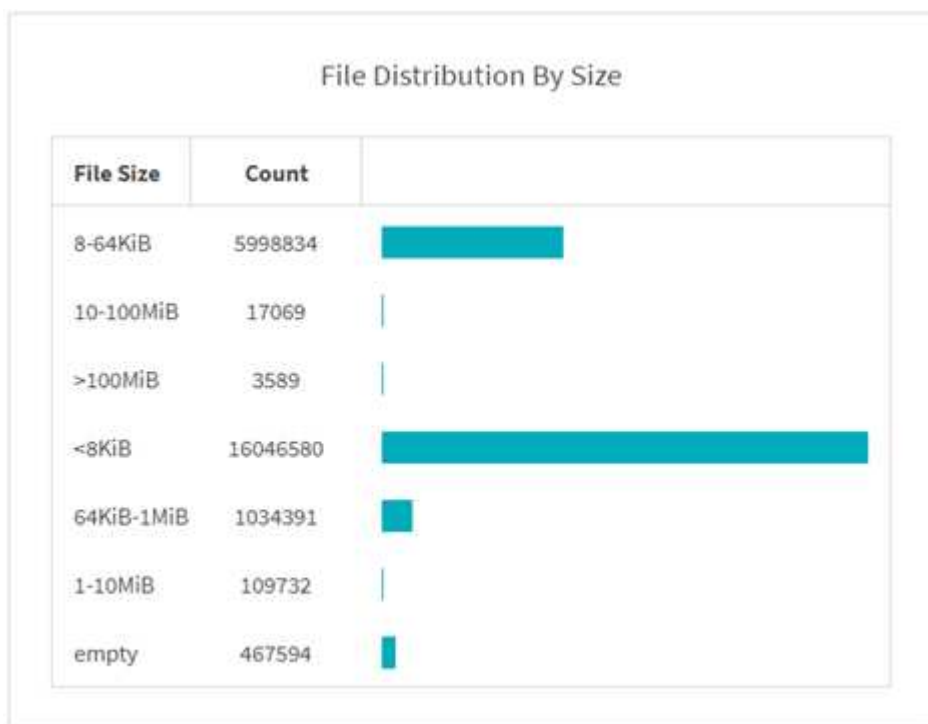 File Distribution By Size
File Size Count
8-64KiB 5998834
10-100MiB 17069
>100MiB 3589
<8KiB 16046580
64KiB-1MiB 1034391
1-10MiB 109732
empty 467594